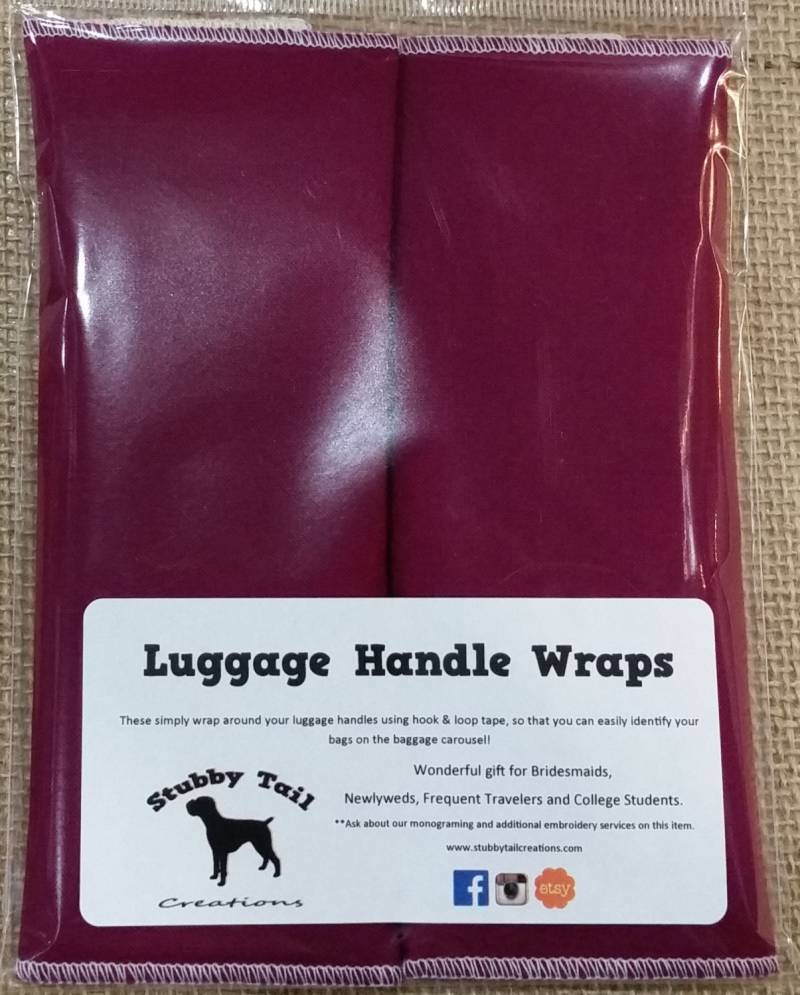 Luggage Handle Wraps
These simply wrap around your luggage handles using hook & loop tape, so that you can easily identify your
bags on the baggage carousel!
Stubby Tail
Creations
Wonderful gift for Bridesmaids,
Newlyweds, Frequent Travelers and College Students.
**Ask about our monograming and additional embroidery services on this item.
www.stubbytailcreations.com
f
etsy